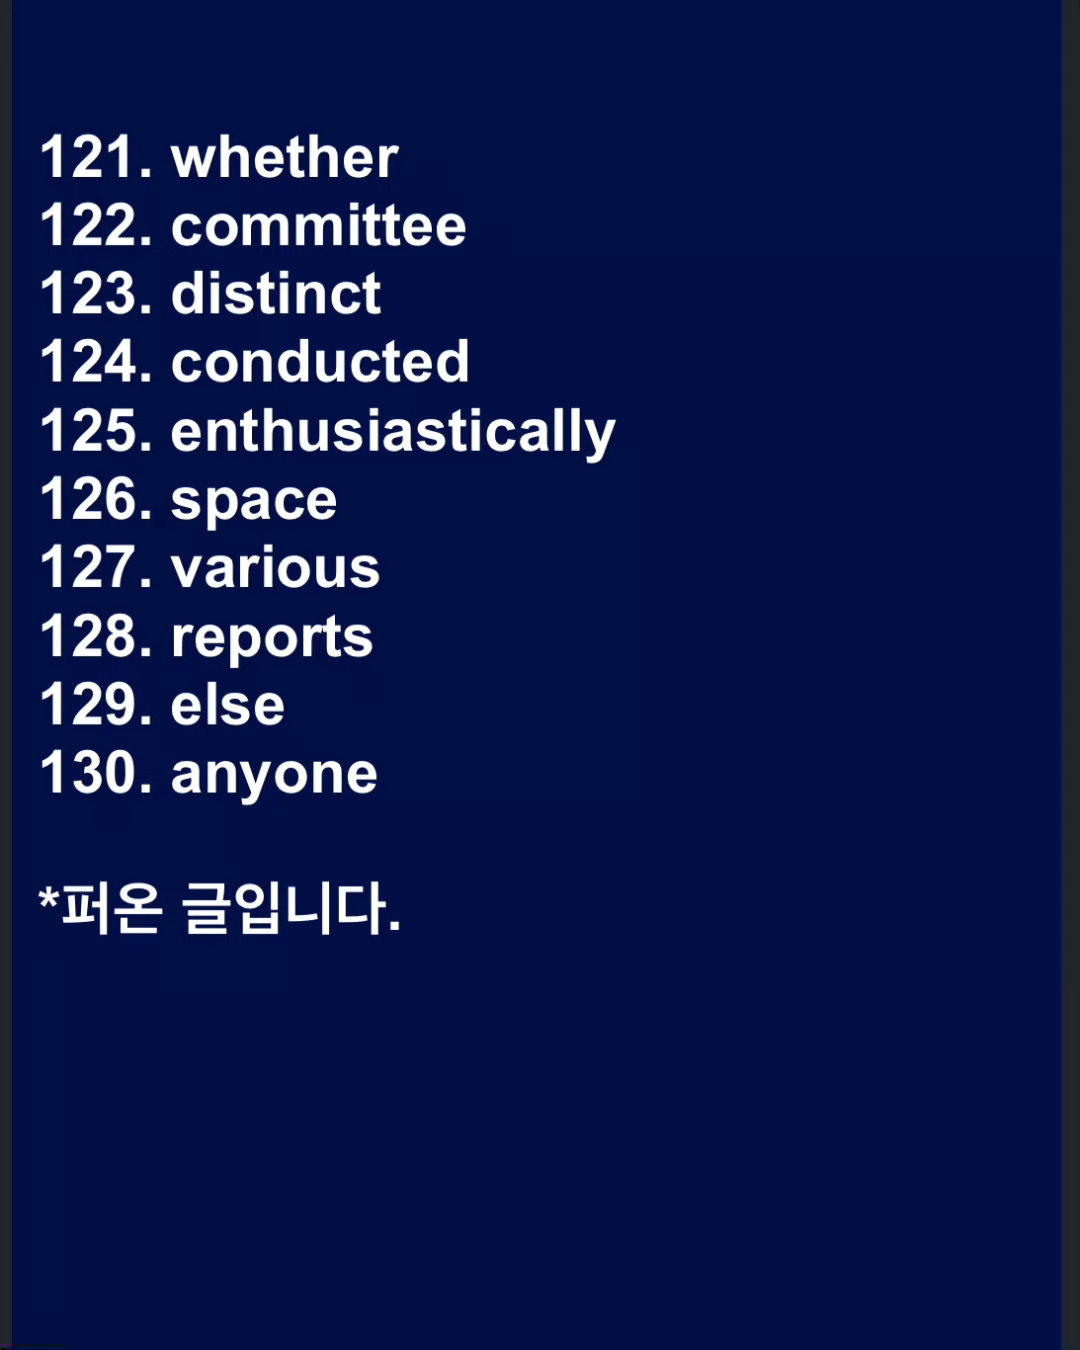 121. whether
122. committee
123. distinct
124. conducted
125. enthusiastically
126. space
127. various
128. reports
129. else
130. anyone
*퍼온 글입니다.